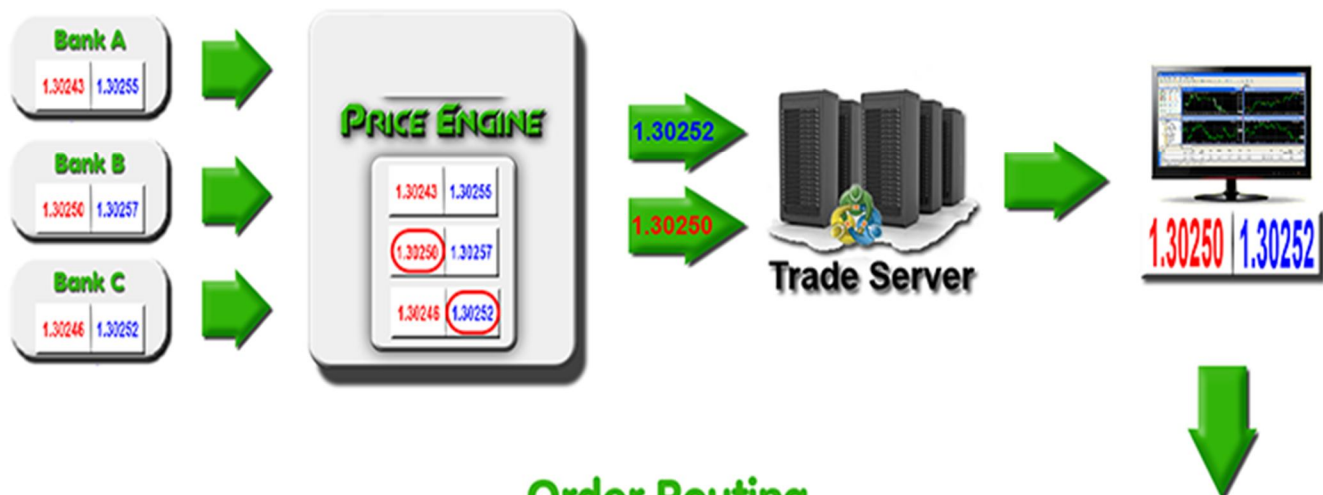 Bank A
1.30243 1.30255
Bank B
1.30250 1.30257
Bank C
1.30246 1.30252
PRICE ENGINE
1.30243 1.30255
1.30250 1.30257
1.30246 1.30252
1.30252
1.30250
Trade Server
1.30250 1.30252
Order Routing